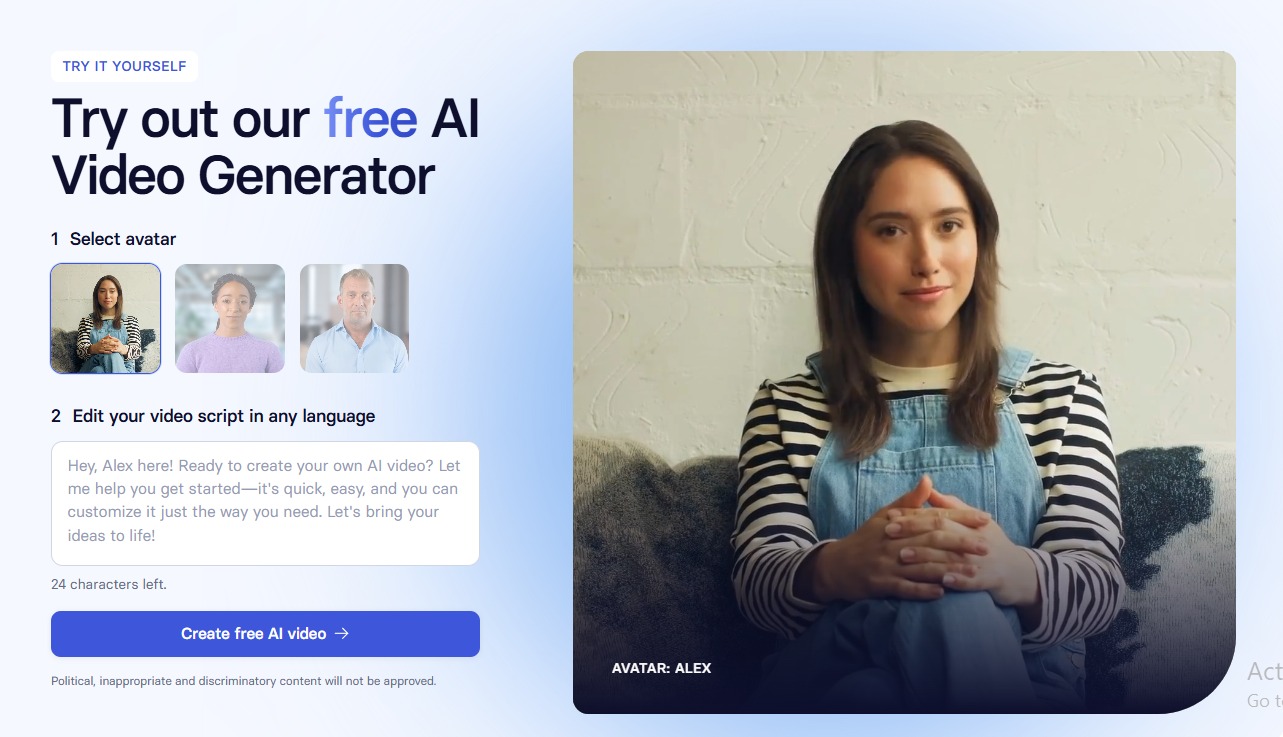 TRY IT YOURSELF
Try out our free AI
Video Generator
1 Select avatar
2 Edit your video script in any language
Hey, Alex here! Ready to create your own AI video? Let
me help you get started—it's quick, easy, and you can
customize it just the way you need. Let's bring your
ideas to life!
24 characters left.
Create free AI video →
Political, inappropriate and discriminatory content will not be approved.
AVATAR: ALEX